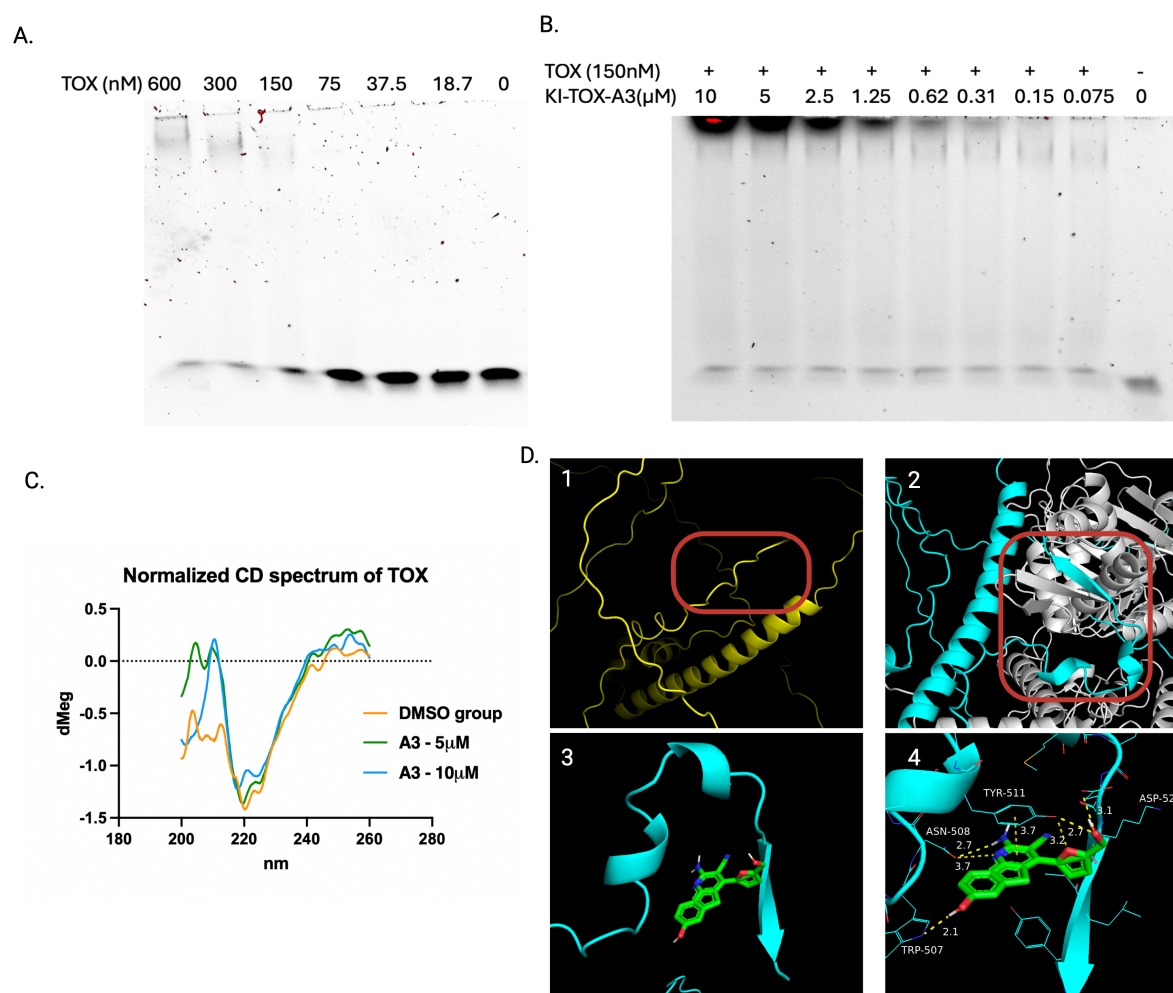 A.
TOX (nM) 600 300 150 75 37.5 18.7 0
B.
TOX (150nM) + + + + + + + + -
KI-TOX-A3(μM) 10 5 2.5 1.25 0.62 0.31 0.15 0.075 0
C.
Normalized CD spectrum of TOX
dMeg
0.5
0.0
-0.5
-1.0
-1.5
180 200 220 240 260 280
nm
DMSO group
A3 - 5μM
A3 - 10μM
D.
1
2
3
4
TYR-511
3.1
ASP-52
ASN-508
3.7
2.7
2.7
3.2
3.7
2.1
TRP-507